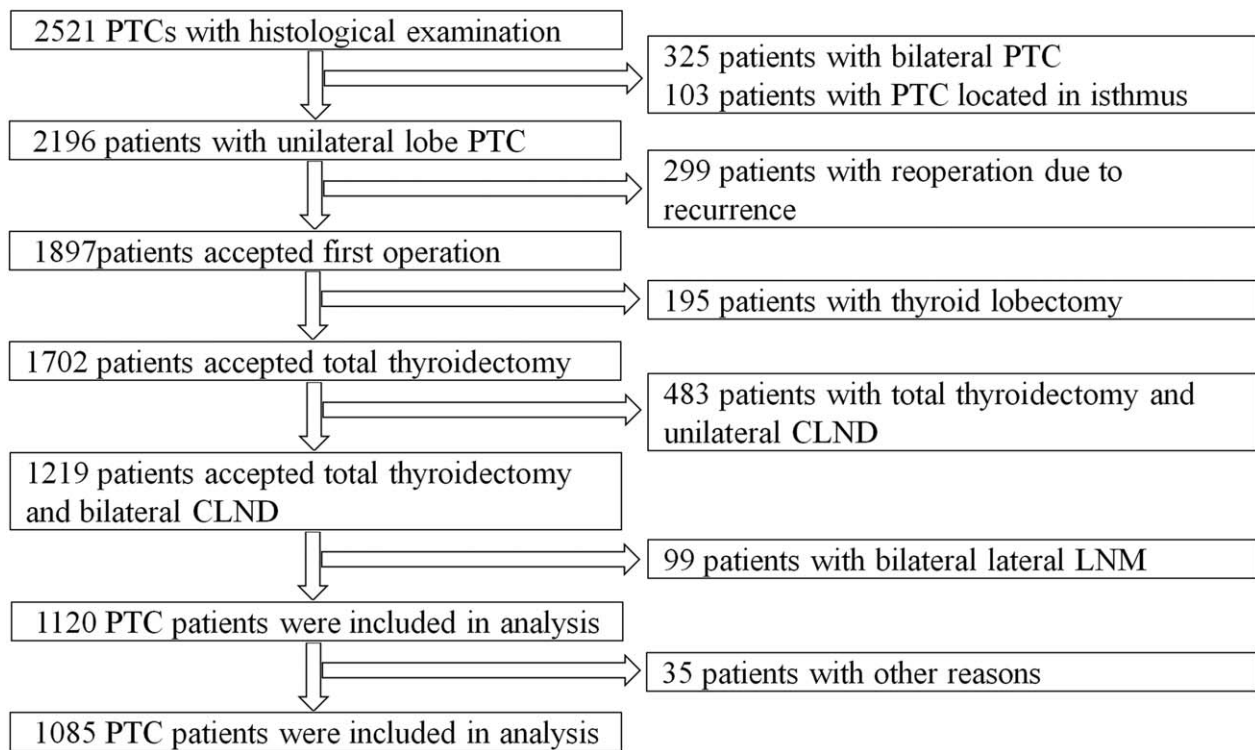 2521 PTCs with histological examination
325 patients with bilateral PTC
103 patients with PTC located in isthmus
2196 patients with unilateral lobe PTC
299 patients with reoperation due to
recurrence
1897patients accepted first operation
195 patients with thyroid lobectomy
1702 patients accepted total thyroidectomy
483 patients with total thyroidectomy and
unilateral CLND
1219 patients accepted total thyroidectomy
and bilateral CLND
99 patients with bilateral lateral LNM
1120 PTC patients were included in analysis
35 patients with other reasons
1085 PTC patients were included in analysis